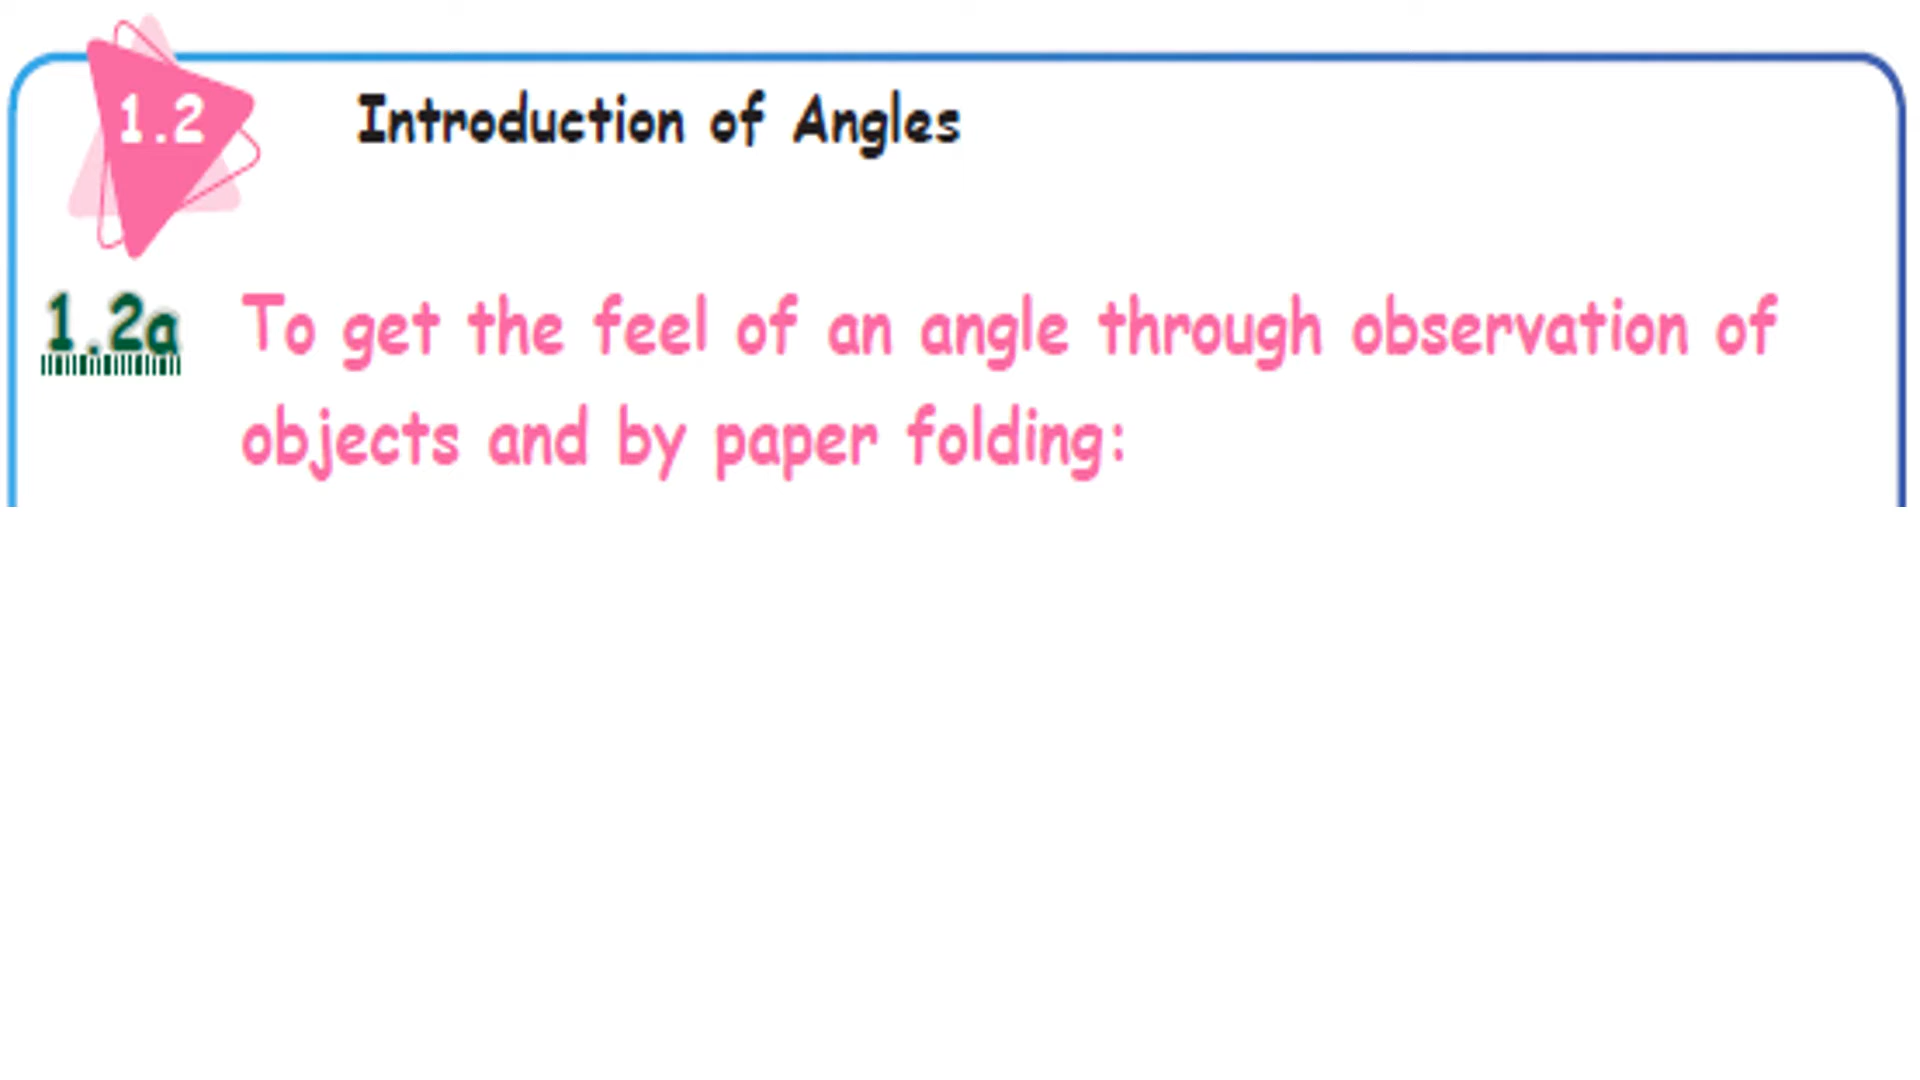 1.2 Introduction of Angles
1.2a To get the feel of an angle through observation of
objects and by paper folding: